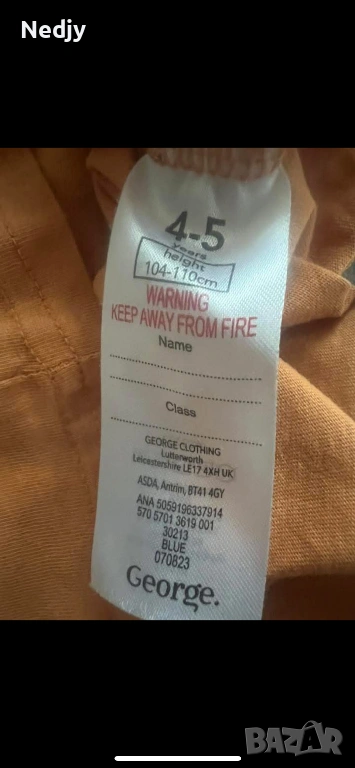 Nedjy
4-5
years
height
104-110cm
WARNING
KEEP AWAY FROM FIRE
Name
Class
GEORGE CLOTHING
Lutterworth
Leicestershire LE17 4XH UK
ASDA, Antrim, BT41 4GY
ANA 5059196337914
570 5701 3619 001
30213
BLUE
070823
George.
BAZAR